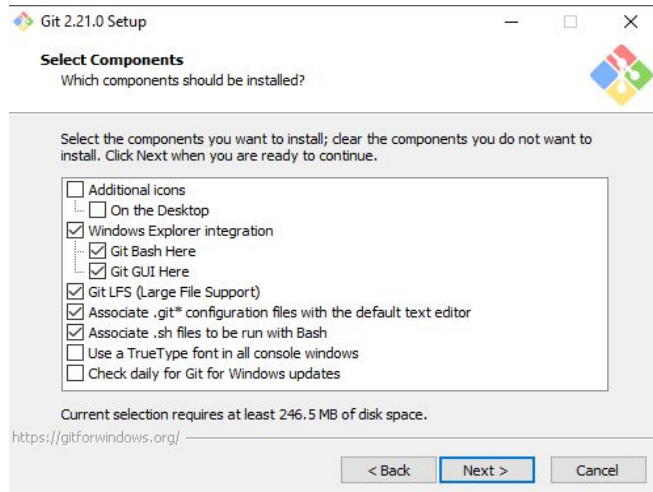 Git 2.21.0 Setup
Select Components
Which components should be installed?
Select the components you want to install; clear the components you do not want to
install. Click Next when you are ready to continue.
Additional icons
On the Desktop
Windows Explorer integration
Git Bash Here
Git GUI Here
Git LFS (Large File Support)
Associate .git* configuration files with the default text editor
Associate .sh files to be run with Bash
Use a TrueType font in all console windows
Check daily for Git for Windows updates
Current selection requires at least 246.5 MB of disk space.
https://gitforwindows.org/
< Back Next > Cancel